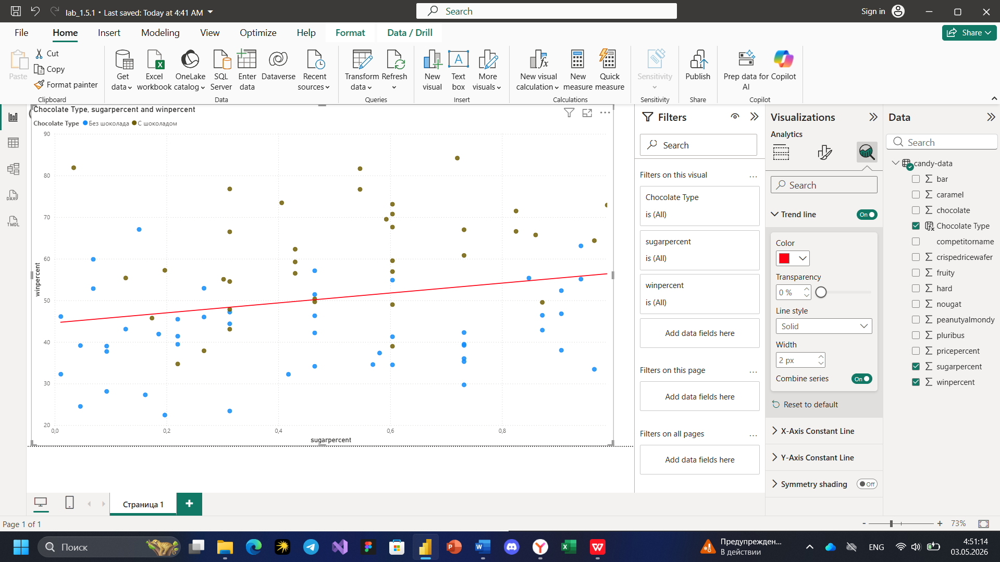 lab_1.5.1 • Last saved: Today at 4:41 AM
Search
Sign in
File
Home
Insert
Modeling
View
Optimize
Help
Format
Data / Drill
Share
Paste
Cut
Copy
Format painter
Clipboard
Get data
Excel workbook
OneLake catalog
SQL Server
Enter data
Dataverse
Recent sources
Data
Transform data
Refresh
Queries
New visual
A
Text box
More visuals
Insert
New visual calculation
New measure
Quick measure
Calculations
Sensitivity
Sensitivity
Publish
Share
Prep data for AI
Copilot
Copilot
DAX
TMDL
Chocolate Type, sugarpercent and winpercent
Chocolate Type
Без шоколада
С шоколадом
90
80
70
60
50
40
30
20
winpercent
0,0
0,2
0,4
0,6
0,8
sugarpercent
Filters
Search
Filters on this visual
...
Chocolate Type
is (All)
sugarpercent
is (All)
winpercent
is (All)
Add data fields here
Filters on this page
...
Add data fields here
Filters on all pages
...
Add data fields here
Visualizations
Analytics
Search
Trend line
On
Color
Transparency
0 %
Line style
Solid
Width
2 px
Combine series
On
Reset to default
X-Axis Constant Line
Y-Axis Constant Line
Symmetry shading
Off
Data
Search
candy-data
bar
caramel
chocolate
Chocolate Type
competitorname
crispedricewafer
fruity
hard
nougat
peanutyalmondy
pluribus
pricepercent
sugarpercent
winpercent
Страница 1
+
Page 1 of 1
-
+
73%
Поиск
Предупрежден...
В действии
ENG
4:51:14
03.05.2026